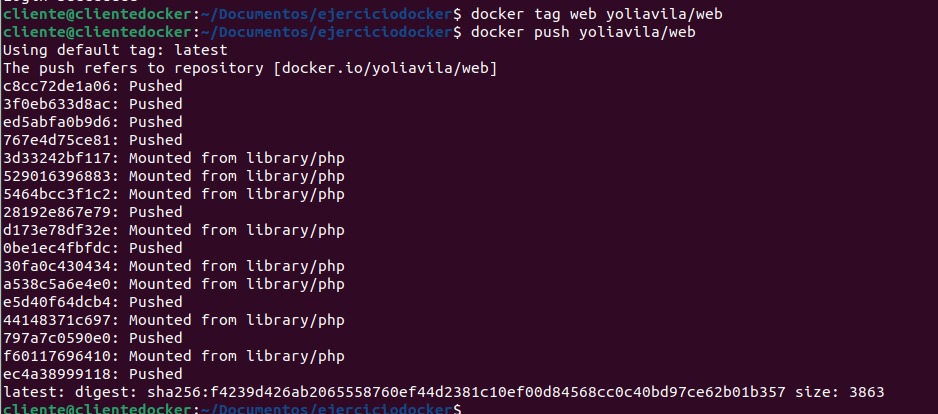 cliente@clientedocker:~/Documentos/ejerciciodocker$ docker tag web yoliavila/web
cliente@clientedocker:~/Documentos/ejerciciodocker$ docker push yoliavila/web
Using default tag: latest
The push refers to repository [docker.io/yoliavila/web]
c8cc72de1a06: Pushed
3f0eb633d8ac: Pushed
ed5abfa0b9d6: Pushed
767e4d75ce81: Pushed
3d33242bf117: Mounted from library/php
529016396883: Mounted from library/php
5464bcc3f1c2: Mounted from library/php
28192e867e79: Pushed
d173e78df32e: Mounted from library/php
0be1ec4fbfdc: Pushed
30fa0c430434: Mounted from library/php
a538c5a6e4e0: Mounted from library/php
e5d40f64dcb4: Pushed
44148371c697: Mounted from library/php
797a7c0590e0: Pushed
f60117696410: Mounted from library/php
ec4a38999118: Pushed
latest: digest: sha256:f4239d426ab2065558760ef44d2381c10ef00d84568cc0c40bd97ce62b01b357 size: 3863
cliente@clientedocker:~/Documentos/ejerciciodocker$